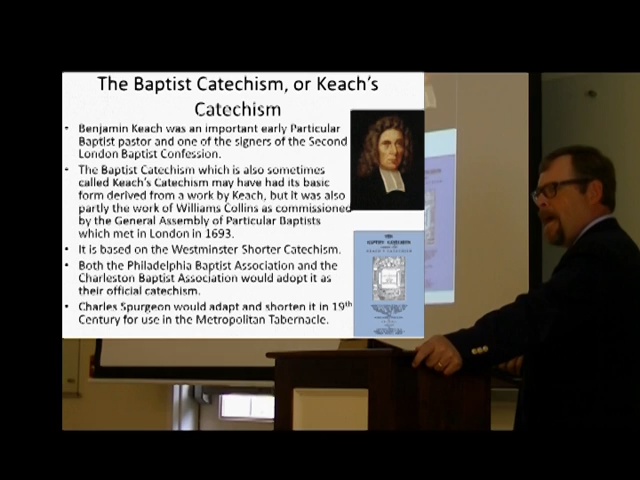 The Baptist Catechism, or Keach's
Catechism
• Benjamin Keach was an important early Particular
Baptist pastor and one of the signers of the Second
London Baptist Confession.
• The Baptist Catechism which is also sometimes
called Keach's Catechism may have had its basic
form derived from a work by Keach, but it was also
partly the work of Williams Collins as commissioned
by the General Assembly of Particular Baptists
which met in London in 1693.
• It is based on the Westminster Shorter Catechism.
• Both the Philadelphia Baptist Association and the
Charleston Baptist Association would adopt it as
their official catechism.
• Charles Spurgeon would adapt and shorten it in 19th
Century for use in the Metropolitan Tabernacle.